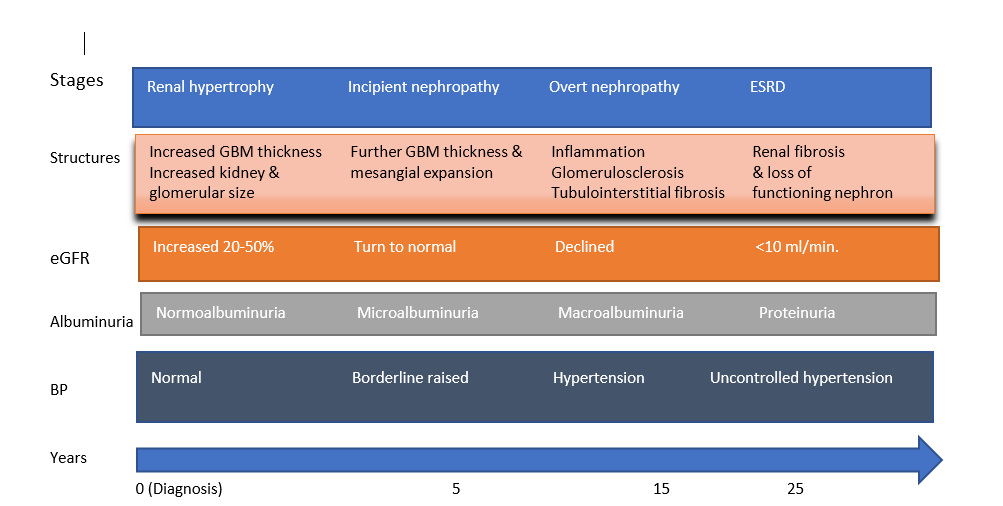 Stages
Renal hypertrophy Incipient nephropathy Overt nephropathy ESRD
Structures
Increased GBM thickness Further GBM thickness & Inflammation Renal fibrosis
Increased kidney & mesangial expansion Glomerulosclerosis & loss of
glomerular size Tubulointerstitial fibrosis functioning nephron
eGFR
Increased 20-50% Turn to normal Declined <10 ml/min.
Albuminuria
Normoalbuminuria Microalbuminuria Macroalbuminuria Proteinuria
BP
Normal Borderline raised Hypertension Uncontrolled hypertension
Years
0 (Diagnosis) 5 15 25